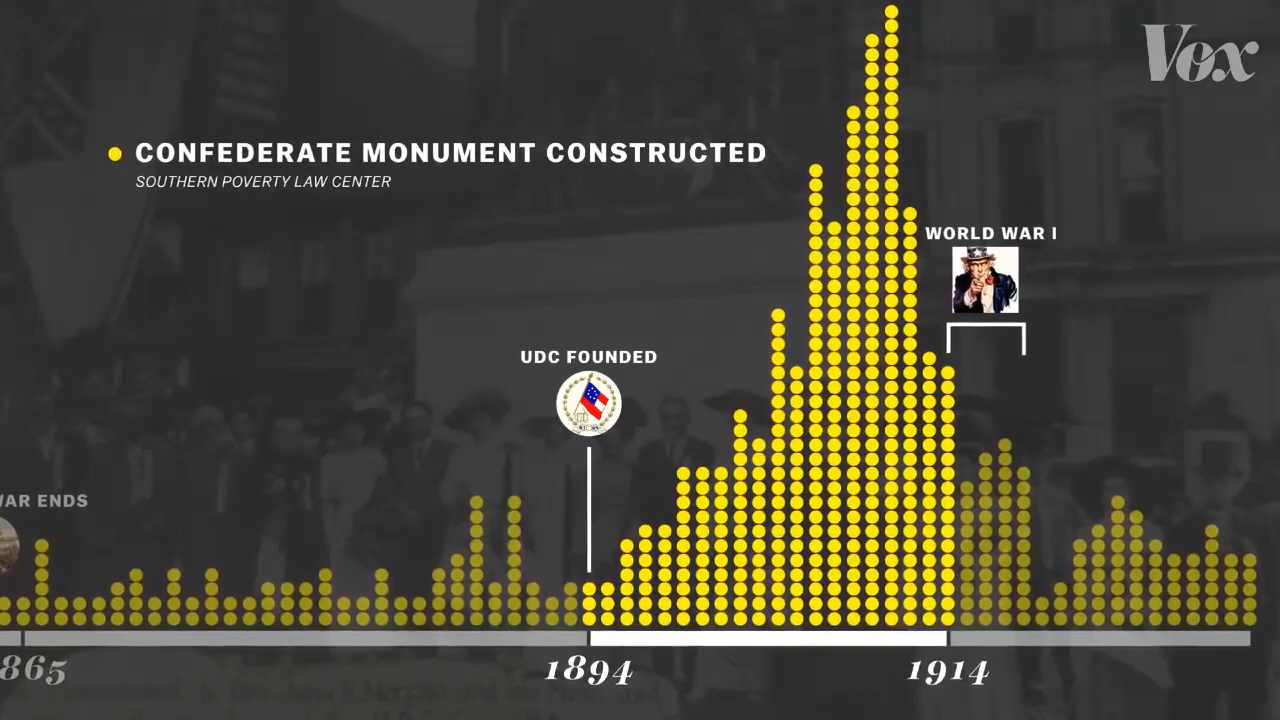 Vox
CONFEDERATE MONUMENT CONSTRUCTED
SOUTHERN POVERTY LAW CENTER
WORLD WAR I
UDC FOUNDED
WAR ENDS
865
1894
1914